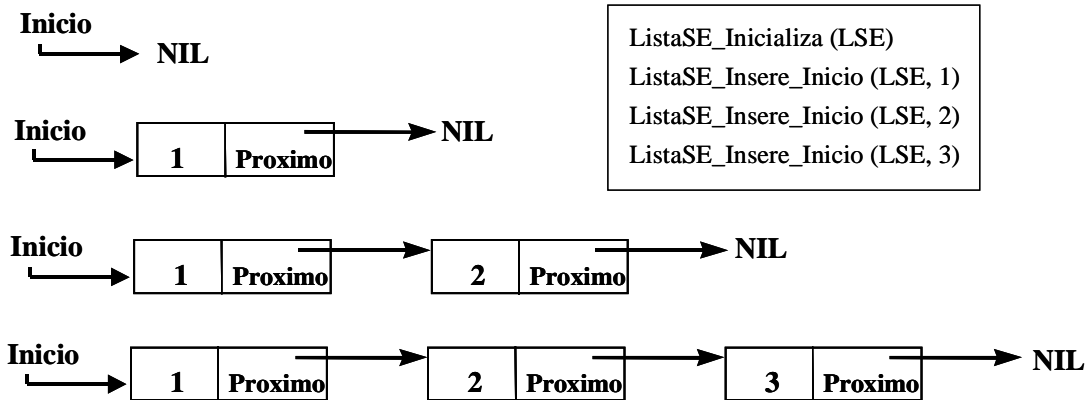 Inicio
NIL
ListaSE_Inicializa (LSE)
ListaSE_Insere_Inicio (LSE, 1)
ListaSE_Insere_Inicio (LSE, 2)
ListaSE_Insere_Inicio (LSE, 3)
Inicio
1 Proximo NIL
Inicio
1 Proximo 2 Proximo NIL
Inicio
1 Proximo 2 Proximo 3 Proximo NIL